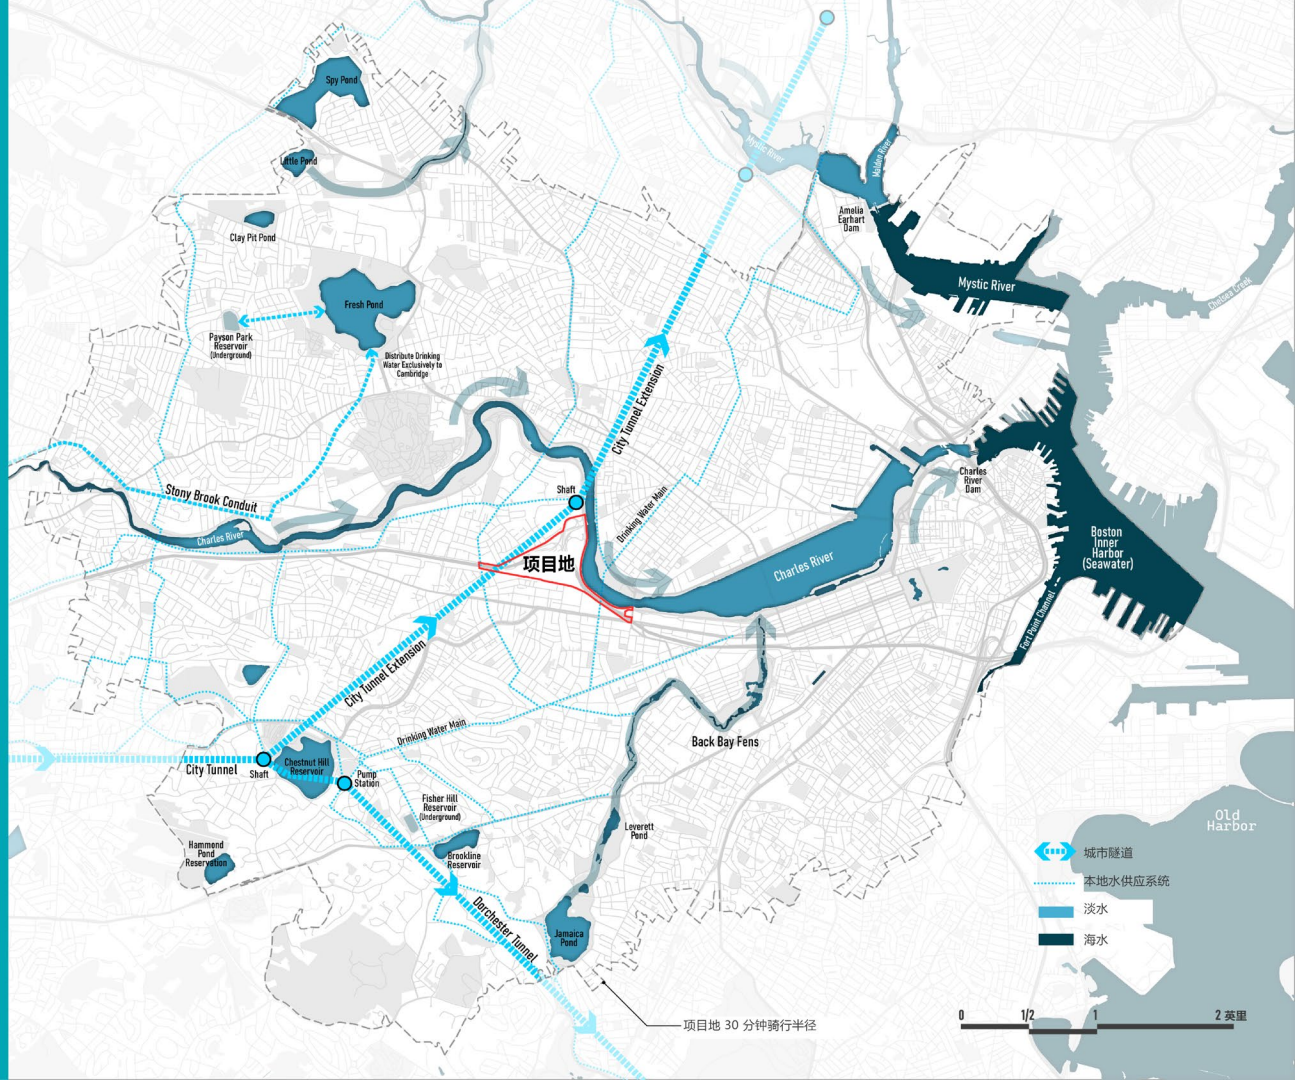 Spy Pond
Little Pond
Clay Pit Pond
Fresh Pond
Payson Park
Reservoir
(Underground)
Distribute Drinking
Water Exclusively to
Cambridge
Mystic River
Malden River
Amelia
Earhart
Dam
Mystic River
Chelsea Creek
City Tunnel Extension
Stony Brook Conduit
Charles River
Shaft
Drinking Water Main
项目地
Charles River
Charles
River
Dam
Boston
Inner
Harbor
(Seawater)
Fort Point Channel
City Tunnel Extension
Drinking Water Main
Back Bay Fens
City Tunnel
Shaft
Chestnut Hill
Reservoir
Pump
Station
Fisher Hill
Reservoir
(Underground)
Hammond
Pond
Reservation
Brookline
Reservoir
Leverett
Pond
Dorchester Tunnel
Jamaica
Pond
Old
Harbor
城市隧道
本地水供应系统
淡水
海水
项目地 30 分钟骑行半径
0 1/2 1 2 英里